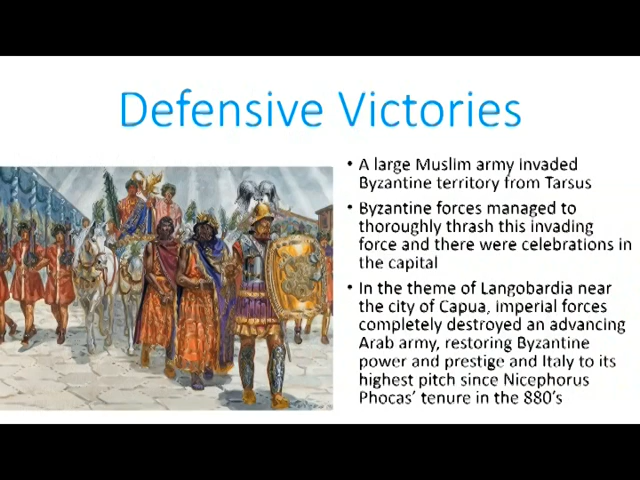 Defensive Victories
• A large Muslim army invaded
Byzantine territory from Tarsus
• Byzantine forces managed to
thoroughly thrash this invading
force and there were celebrations in
the capital
• In the theme of Langobardia near
the city of Capua, imperial forces
completely destroyed an advancing
Arab army, restoring Byzantine
power and prestige and Italy to its
highest pitch since Nicephorus
Phocas' tenure in the 880's